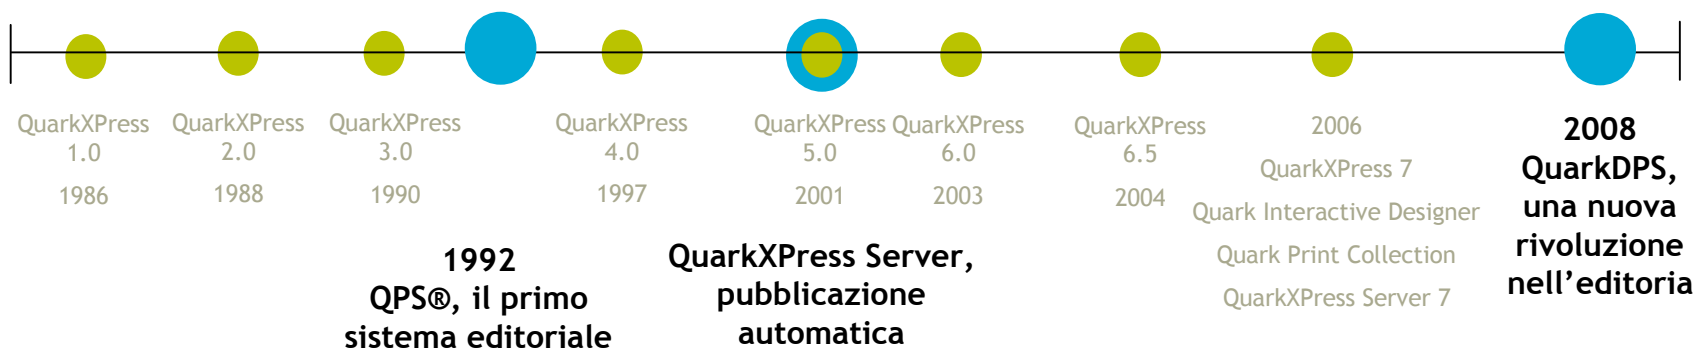 QuarkXPress
1.0
1986
QuarkXPress
2.0
1988
QuarkXPress
3.0
1990
1992
QPS®, il primo
sistema editoriale
QuarkXPress
4.0
1997
QuarkXPress
5.0
2001
QuarkXPress Server,
pubblicazione
automatica
QuarkXPress
6.0
2003
QuarkXPress
6.5
2004
2006
QuarkXPress 7
Quark Interactive Designer
Quark Print Collection
QuarkXPress Server 7
2008
QuarkDPS,
una nuova
rivoluzione
nell’editoria